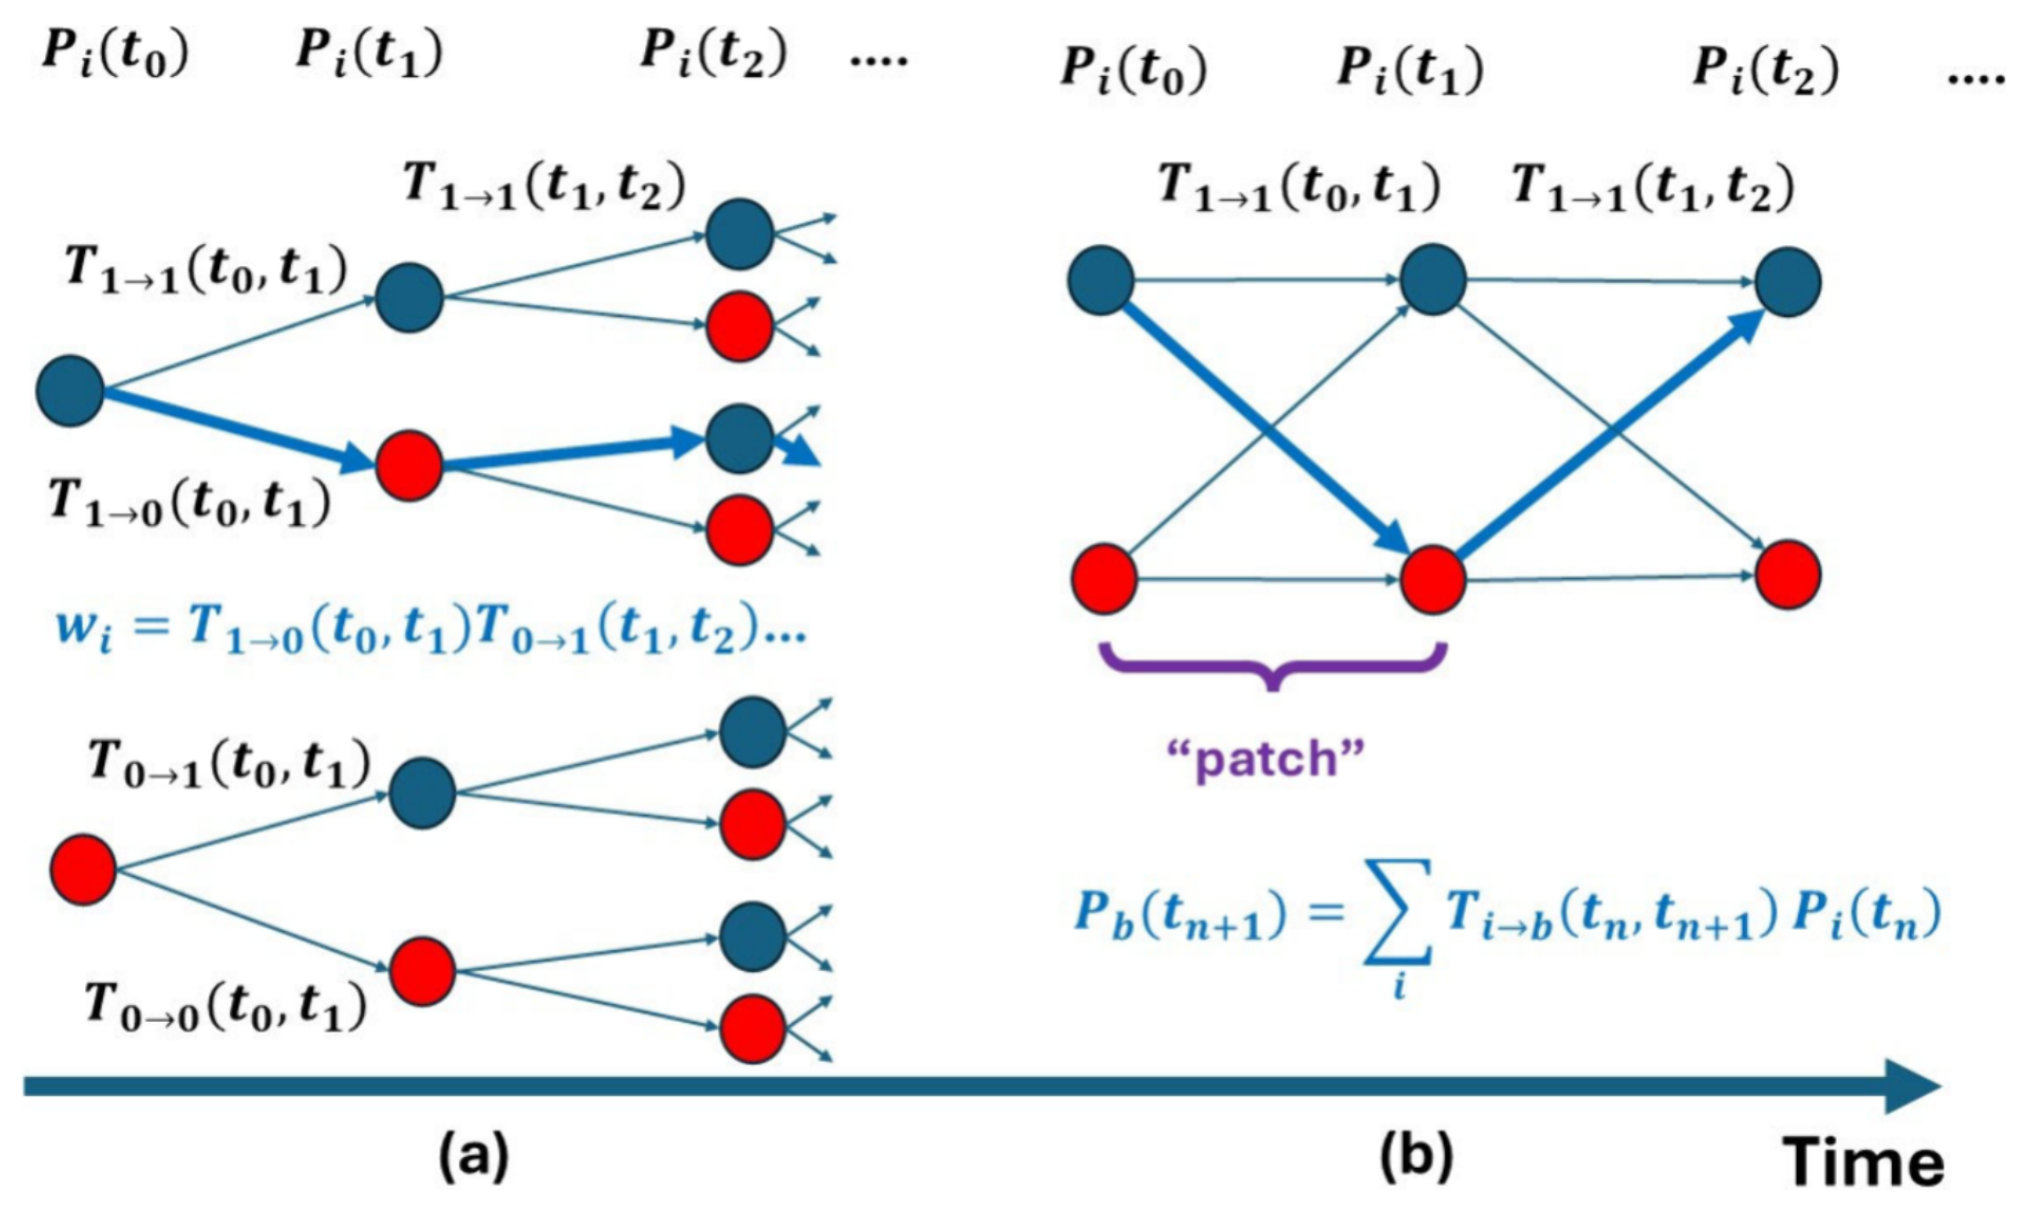 P_i(t_0) P_i(t_1) P_i(t_2) ....
T_{1→1}(t_1, t_2)
T_{1→1}(t_0, t_1)
T_{1→0}(t_0, t_1)
w_i = T_{1→0}(t_0, t_1)T_{0→1}(t_1, t_2)...
T_{0→1}(t_0, t_1)
T_{0→0}(t_0, t_1)
(a)
P_i(t_0) P_i(t_1) P_i(t_2) ....
T_{1→1}(t_0, t_1) T_{1→1}(t_1, t_2)
“patch”
P_b(t_{n+1}) = ∑_i T_{i→b}(t_n, t_{n+1}) P_i(t_n)
(b)
Time